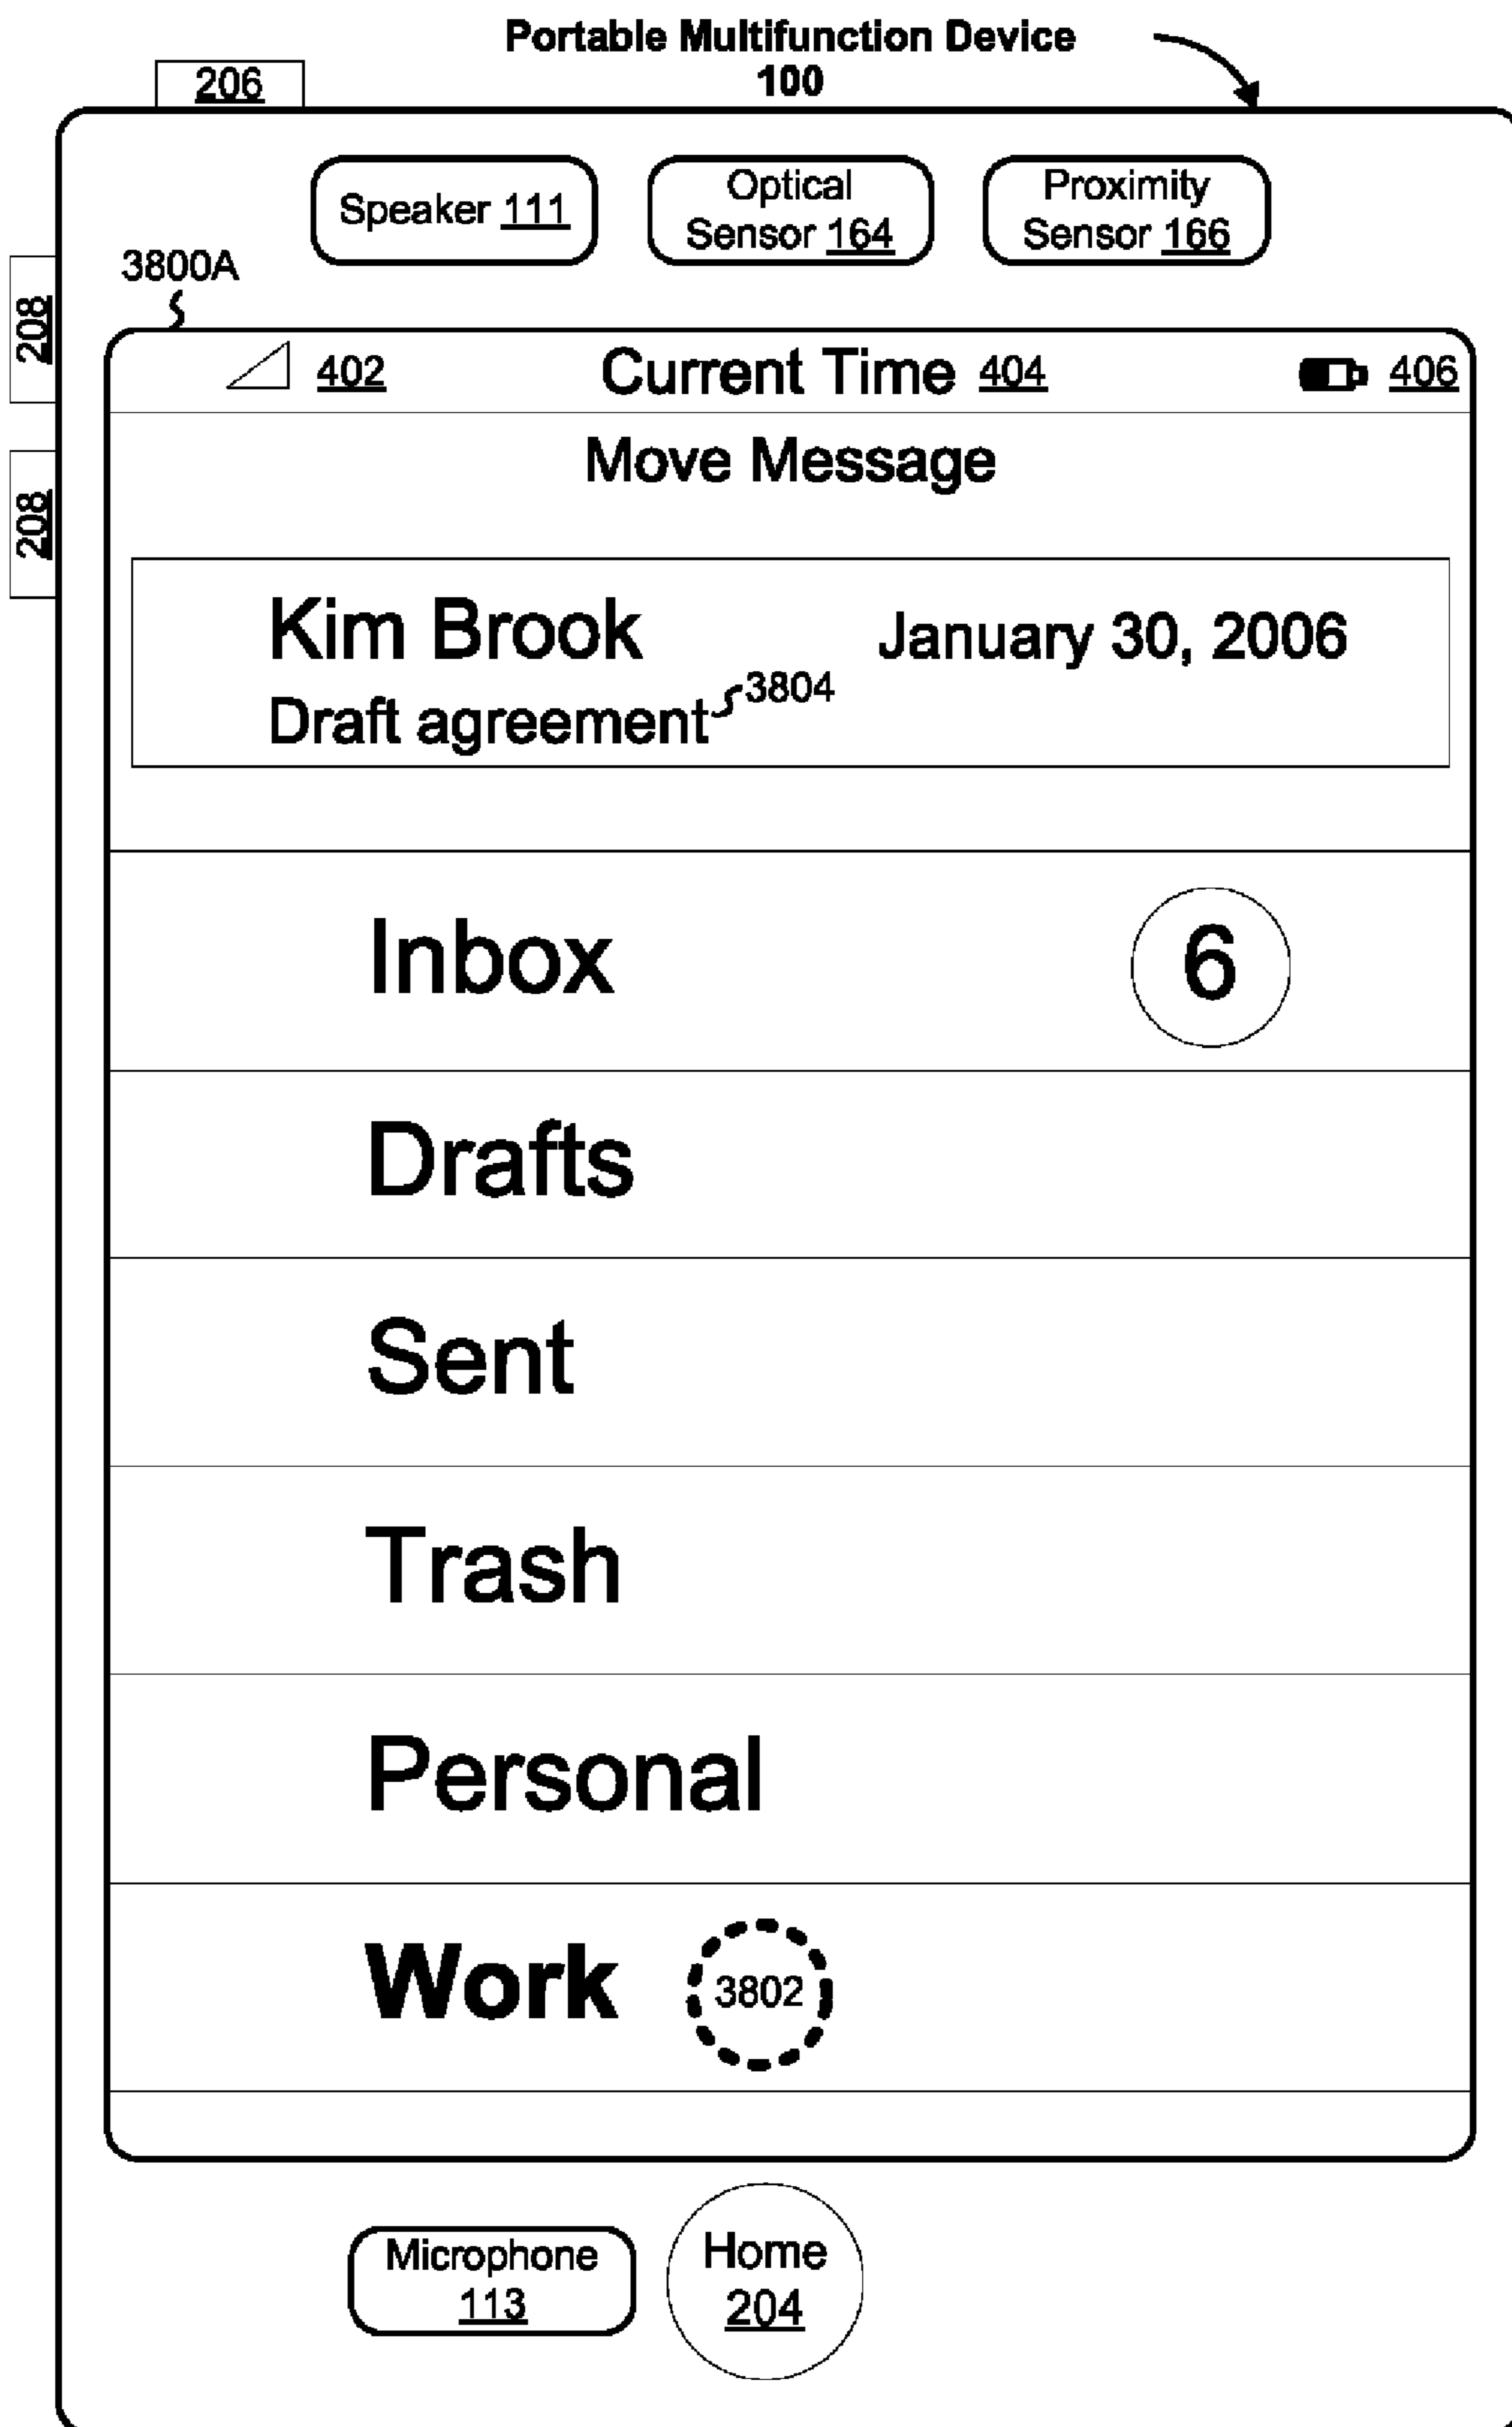 Portable Multifunction Device
100
206
Speaker 111
Optical
Sensor 164
Proximity
Sensor 166
3800A
208
208
402
Current Time 404
406
Move Message
Kim Brook
January 30, 2006
Draft agreement
3804
Inbox
6
Drafts
Sent
Trash
Personal
Work
3802
Microphone
113
Home
204